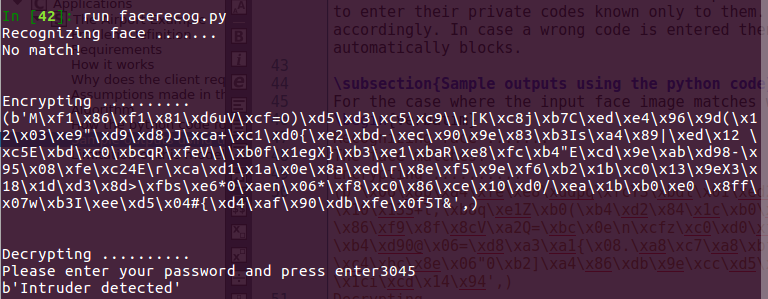 In [42]: run facerecog.py
Recognizing face ........
No match!
Encrypting ..........
(b'M\xf1\x86\xf1\x81\xd6uV\xcf=O)\xd5\xd3\xc5\xc9\\:[K\xc8j\xb7C\xed\xe4\x96\x9d(\x1
2\x03\xe9"\xd9\xd8)J\xca+\xc1\xd0{\xe2\xbd-\xec\x90\x9e\x83\xb3Is\xa4\x89|\xed\x12 \
\xc5E\xbd\xc0\xbcqR\xfeV\\\xb0f\x1egX}\xb3\xe1\xbaR\xe8\xfc\xb4"E\xcd\x9e\xab\xd98-\x
95\x08\xfe\xc24E\r\xca\xd1\x1a\x0e\x8a\xed\r\x8e\xf5\x9e\xf6\xb2\x1b\xc0\x13\x9eX3\x
18\x1d\xd3\x8d>\xfbs\xe6*0\xaen\x06*\xf8\xc0\x86\xce\x10\xd0/\xea\x1b\xb0\xe0 \x8ff\
x07w\xb3I\xee\xd5\x04#{\xd4\xaf\x90\xdb\xfe\x0f5T&',)
Decrypting ..........
Please enter your password and press enter3045
b'Intruder detected'
Applications
requirements
How it works
Why does the client req
Assumptions made in th
to enter their private codes known only to them.
accordingly. In case a wrong code is entered the
automatically blocks.
43
44
\subsection{Sample outputs using the python code
45
For the case where the input face image matches